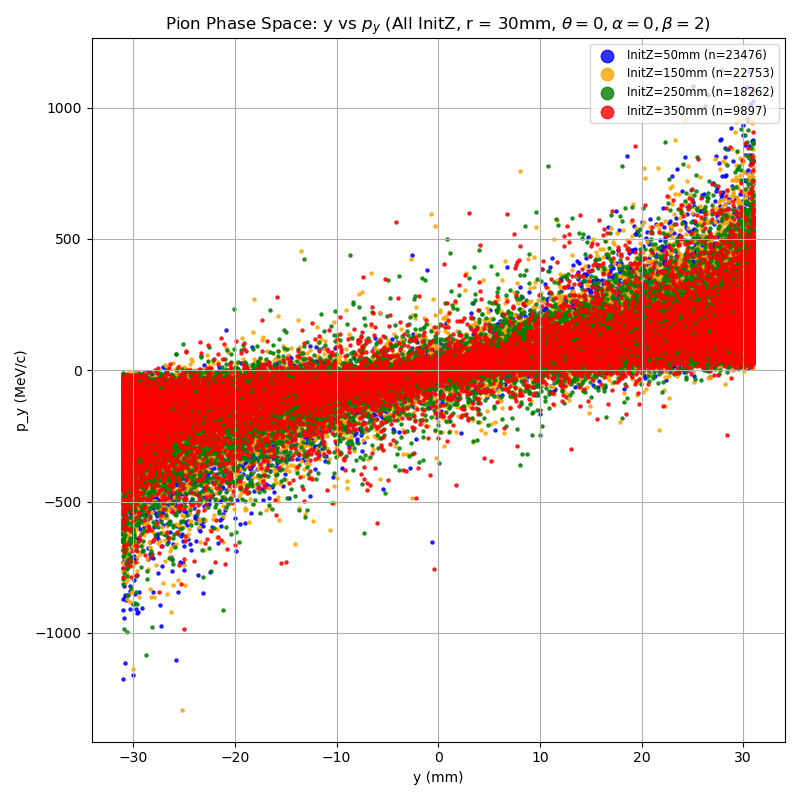 Pion Phase Space: y vs p_y (All InitZ, r = 30mm, θ = 0, α = 0, β = 2)
InitZ=50mm (n=23476)
InitZ=150mm (n=22753)
InitZ=250mm (n=18262)
InitZ=350mm (n=9897)
1000
500
0
−500
−1000
p_y (MeV/c)
−30 −20 −10 0 10 20 30
y (mm)